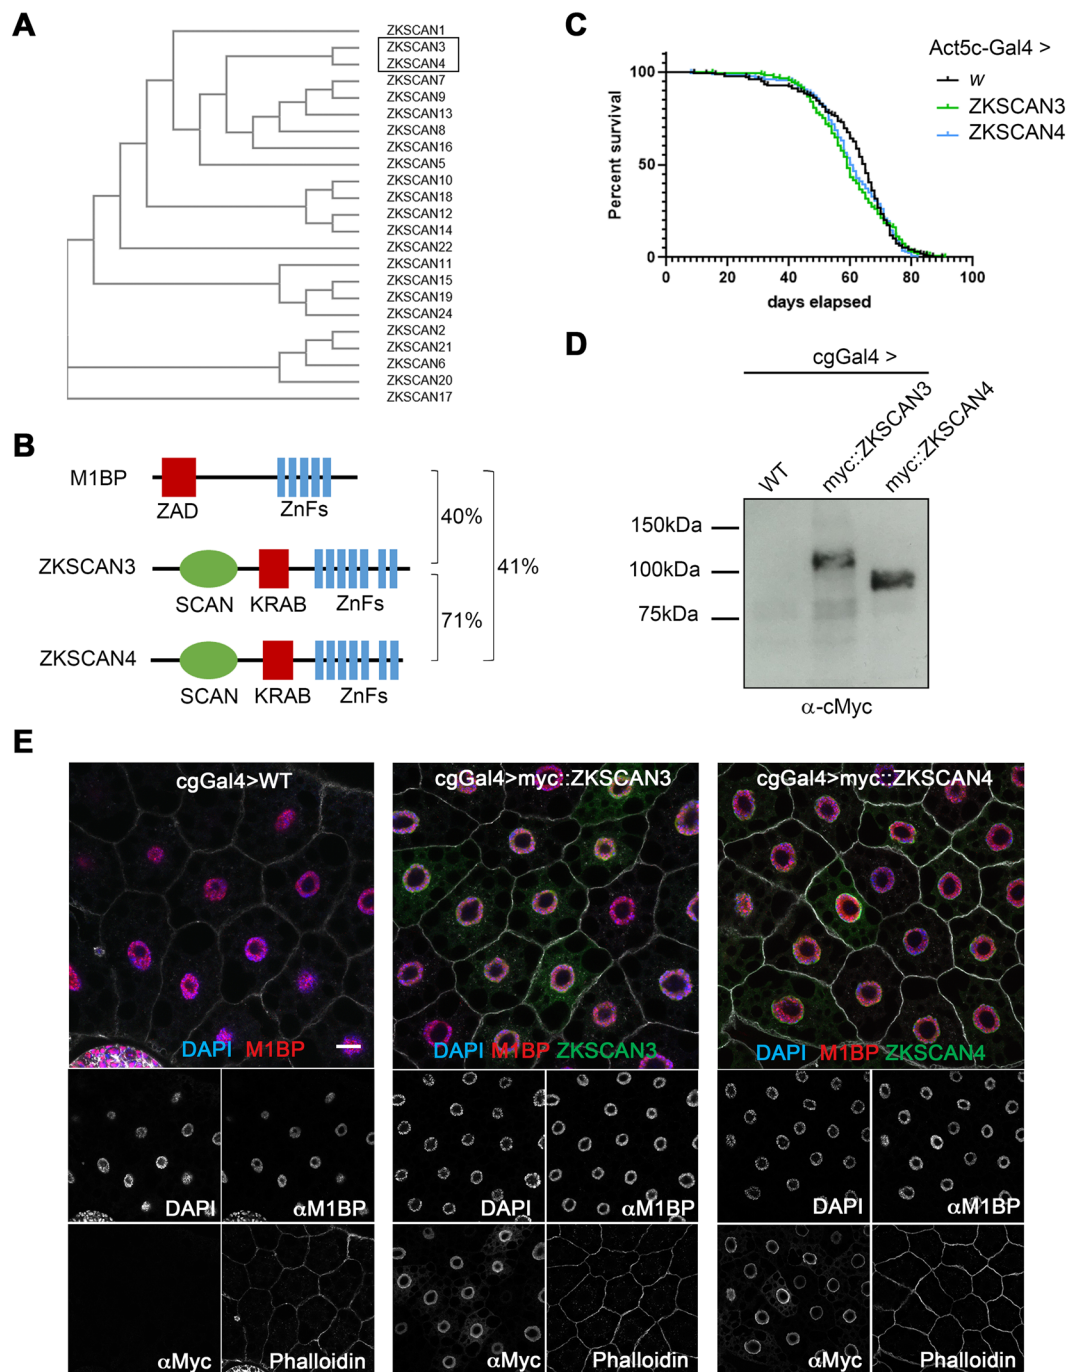 A
ZKSCAN1
ZKSCAN3
ZKSCAN4
ZKSCAN7
ZKSCAN9
ZKSCAN13
ZKSCAN8
ZKSCAN16
ZKSCAN5
ZKSCAN10
ZKSCAN18
ZKSCAN12
ZKSCAN14
ZKSCAN22
ZKSCAN11
ZKSCAN15
ZKSCAN19
ZKSCAN24
ZKSCAN2
ZKSCAN21
ZKSCAN6
ZKSCAN20
ZKSCAN17
B
M1BP
ZAD
ZnFs
40%
ZKSCAN3
SCAN
KRAB
ZnFs
41%
71%
ZKSCAN4
SCAN
KRAB
ZnFs
C
Act5c-Gal4 >
w
ZKSCAN3
ZKSCAN4
Percent survival
100
50
0
0 20 40 60 80 100
days elapsed
D
cgGal4 >
WT
myc::ZKSCAN3
myc::ZKSCAN4
150kDa
100kDa
75kDa
α-cMyc
E
cgGal4>WT
DAPI M1BP
DAPI
αM1BP
αMyc
Phalloidin
cgGal4>myc::ZKSCAN3
DAPI M1BP ZKSCAN3
DAPI
αM1BP
αMyc
Phalloidin
cgGal4>myc::ZKSCAN4
DAPI M1BP ZKSCAN4
DAPI
αM1BP
αMyc
Phalloidin